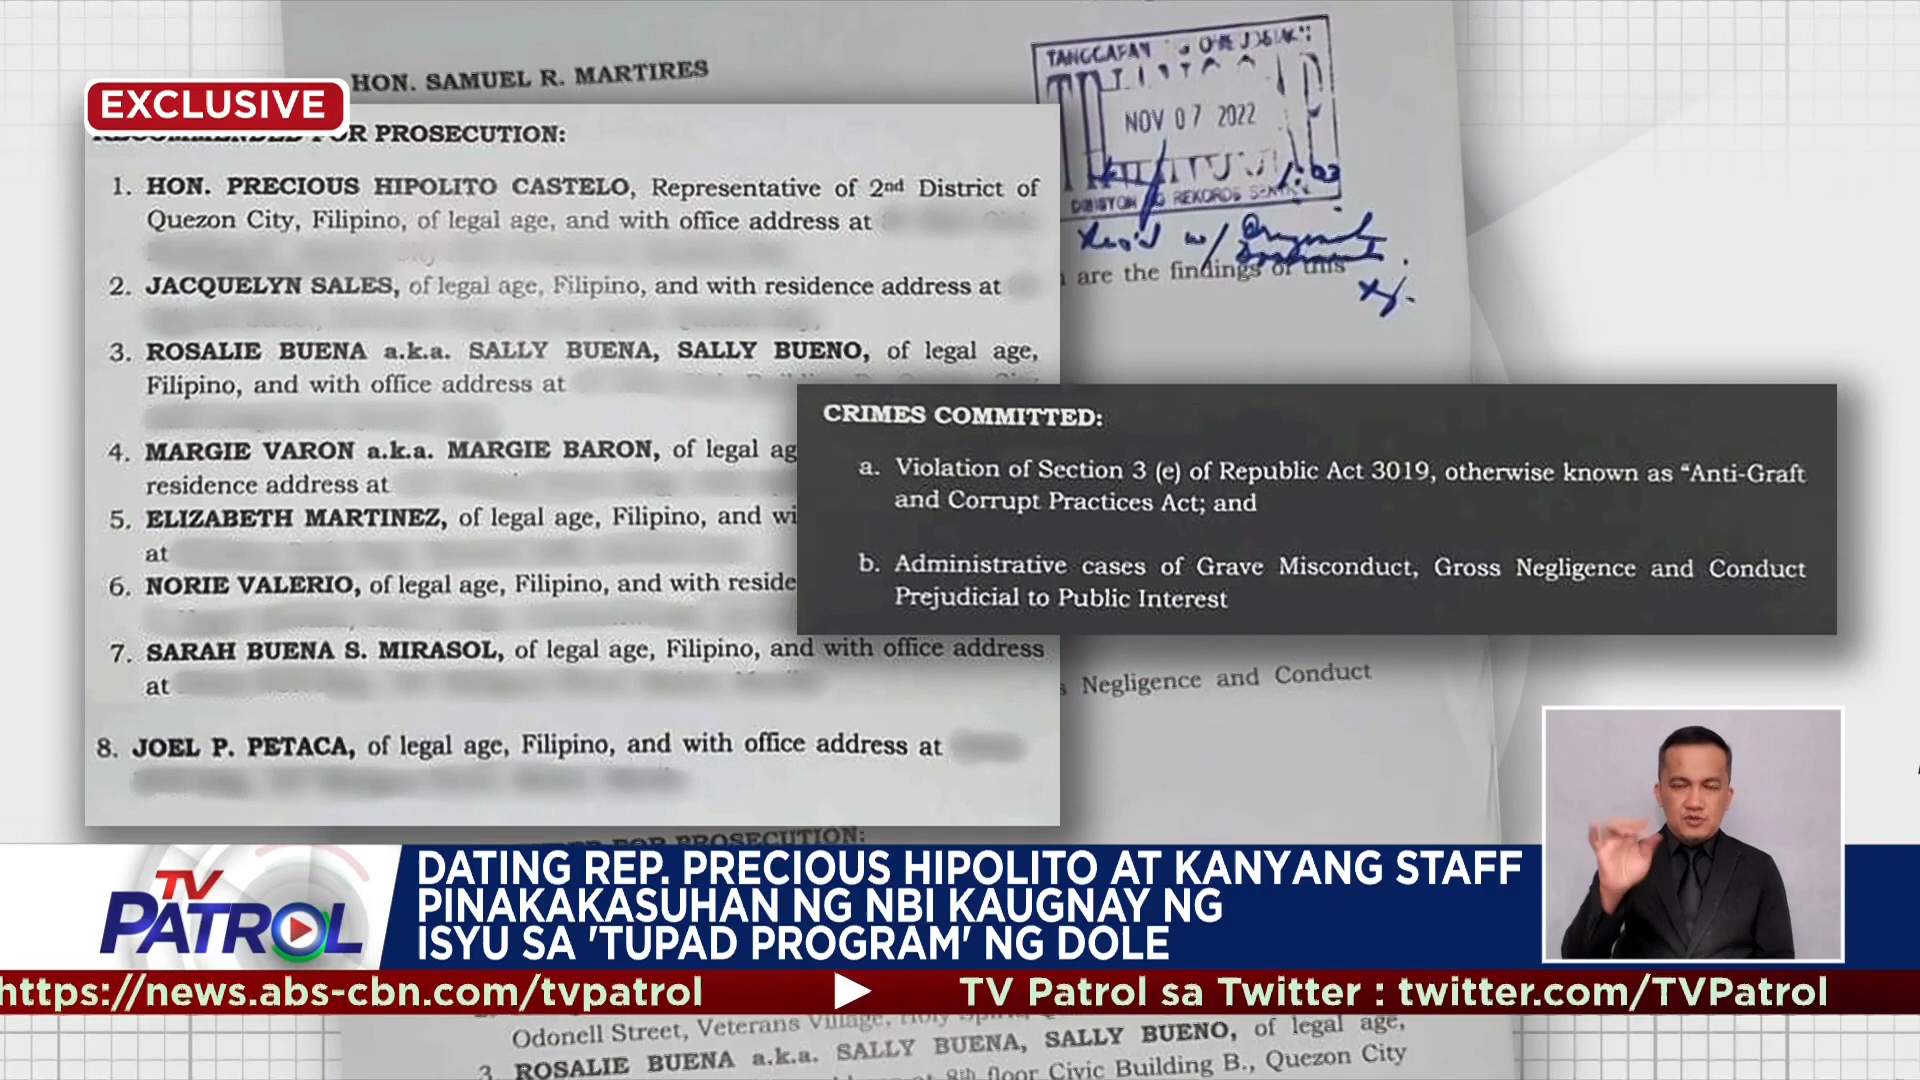 HON. SAMUEL R. MARTIRES
EXCLUSIVE
FOR PROSECUTION:
1. HON. PRECIOUS HIPOLITO CASTELO, Representative of 2nd District of
Quezon City, Filipino, of legal age, and with office address at
2. JACQUELYN SALES, of legal age, Filipino, and with residence address at
3. ROSALIE BUENA a.k.a. SALLY BUENA, SALLY BUENO, of legal age,
Filipino, and with office address at
4. MARGIE VARON a.k.a. MARGIE BARON, of legal ag
residence address at
5. ELIZABETH MARTINEZ, of legal age, Filipino, and wi
at
6. NORIE VALERIO, of legal age, Filipino, and with reside
7. SARAH BUENA S. MIRASOL, of legal age, Filipino, and with office address
at
8. JOEL P. PETACA, of legal age, Filipino, and with office address at
TANGGAPAN
NOV 07 2022
REKORDS
are the findings of this
CRIMES COMMITTED:
a. Violation of Section 3 (e) of Republic Act 3019, otherwise known as “Anti-Graft
and Corrupt Practices Act; and
b. Administrative cases of Grave Misconduct, Gross Negligence and Conduct
Prejudicial to Public Interest
Negligence and Conduct
FOR PROSECUTION:
TV PATROL
DATING REP. PRECIOUS HIPOLITO AT KANYANG STAFF
PINAKAKASUHAN NG NBI KAUGNAY NG
ISYU SA 'TUPAD PROGRAM' NG DOLE
https://news.abs-cbn.com/tvpatrol
TV Patrol sa Twitter : twitter.com/TVPatrol
Odonell Street, Veterans Village, Holy
3. ROSALIE BUENA a.k.a. SALLY BUENA, SALLY BUENO, of legal age,
8th floor Civic Building B., Quezon City